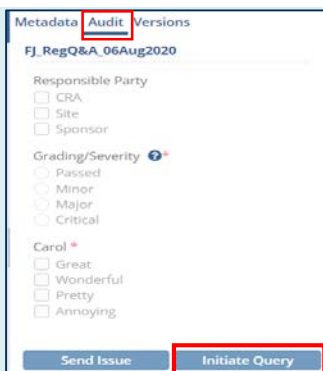 Metadata Audit Versions
FJ_RegQ&A_06Aug2020
Responsible Party
CRA
Site
Sponsor
Grading/Severity ?*
Passed
Minor
Major
Critical
Carol *
Great
Wonderful
Pretty
Annoying
Send Issue Initiate Query